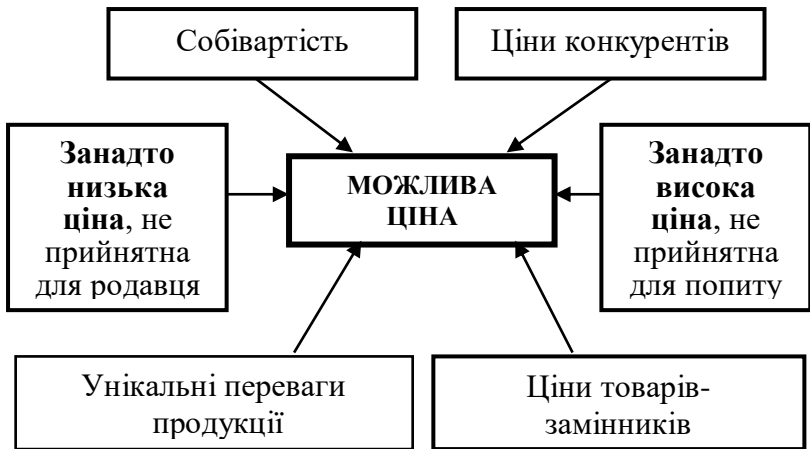 Собівартість
Ціни конкурентів
Занадто
низька
ціна, не
прийнятна
для родавця
МОЖЛИВА
ЦІНА
Занадто
висока
ціна, не
прийнятна
для попиту
Унікальні переваги
продукції
Ціни товарів-
замінників